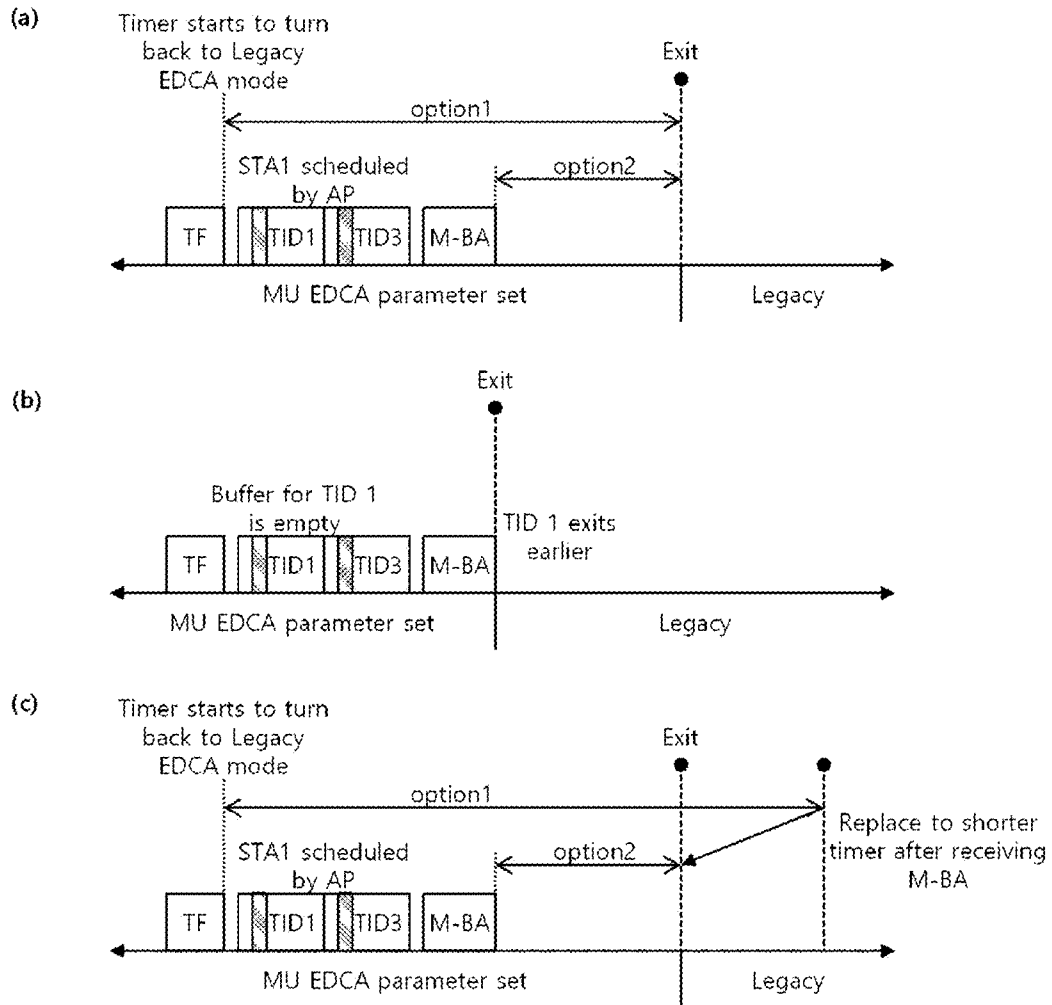 (a)
Timer starts to turn
back to Legacy
EDCA mode
Exit
option1
STA1 scheduled
by AP
option2
TF
TID1
TID3
M-BA
MU EDCA parameter set
Legacy
(b)
Exit
Buffer for TID 1
is empty
TID 1 exits
earlier
TF
TID1
TID3
M-BA
MU EDCA parameter set
Legacy
(c)
Timer starts to turn
back to Legacy
EDCA mode
Exit
option1
Replace to shorter
timer after receiving
M-BA
STA1 scheduled
by AP
option2
TF
TID1
TID3
M-BA
MU EDCA parameter set
Legacy